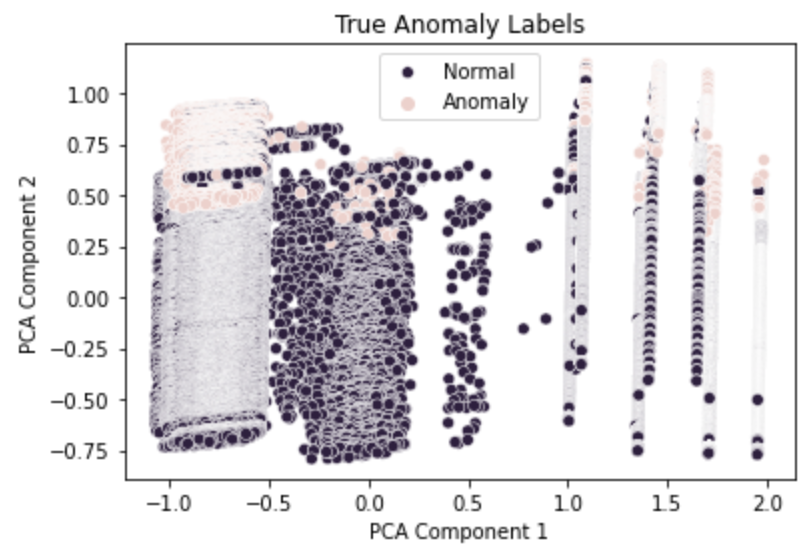 True Anomaly Labels
Normal
Anomaly
PCA Component 2
1.00
0.75
0.50
0.25
0.00
−0.25
−0.50
−0.75
−1.0 −0.5 0.0 0.5 1.0 1.5 2.0
PCA Component 1